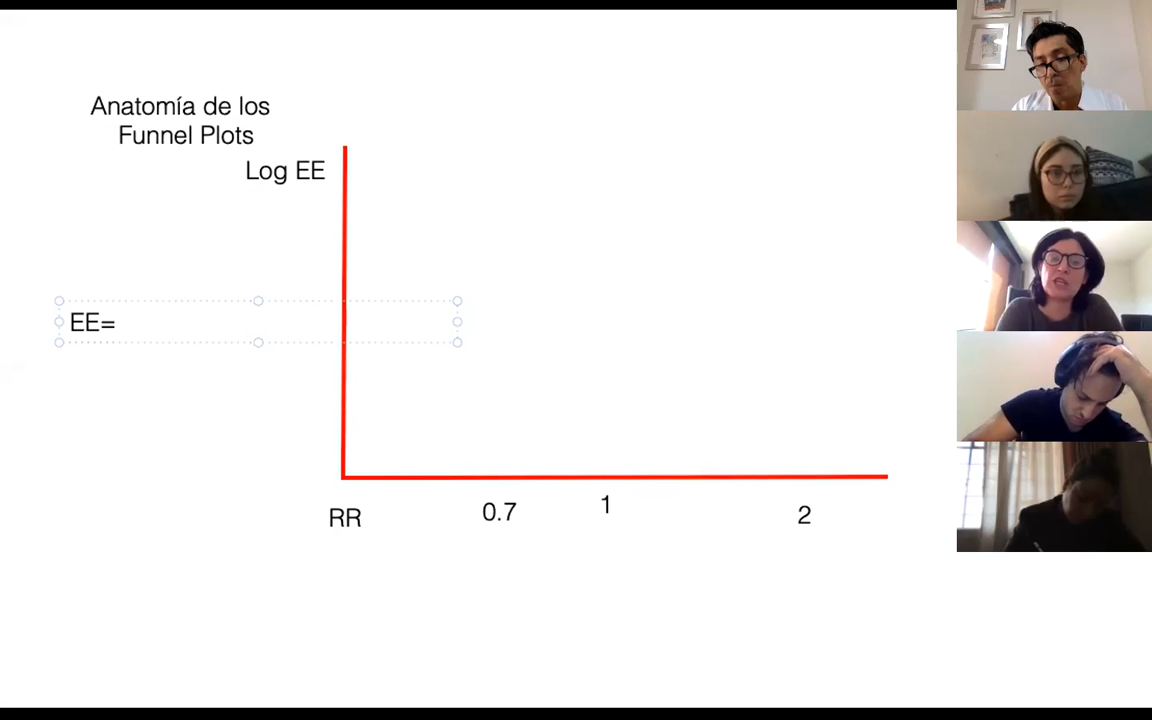 Anatomía de los
Funnel Plots
Log EE
EE=
RR
0.7
1
2